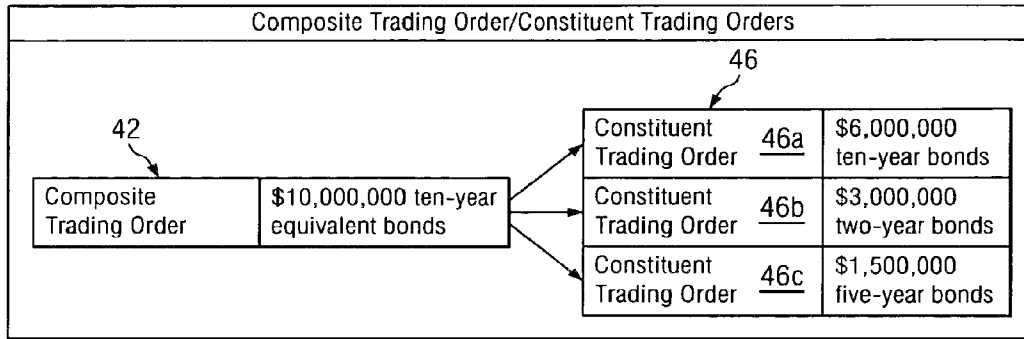 Composite Trading Order/Constituent Trading Orders
42
Composite
Trading Order
$10,000,000 ten-year
equivalent bonds
46
Constituent
Trading Order 46a
$6,000,000
ten-year bonds
Constituent
Trading Order 46b
$3,000,000
two-year bonds
Constituent
Trading Order 46c
$1,500,000
five-year bonds